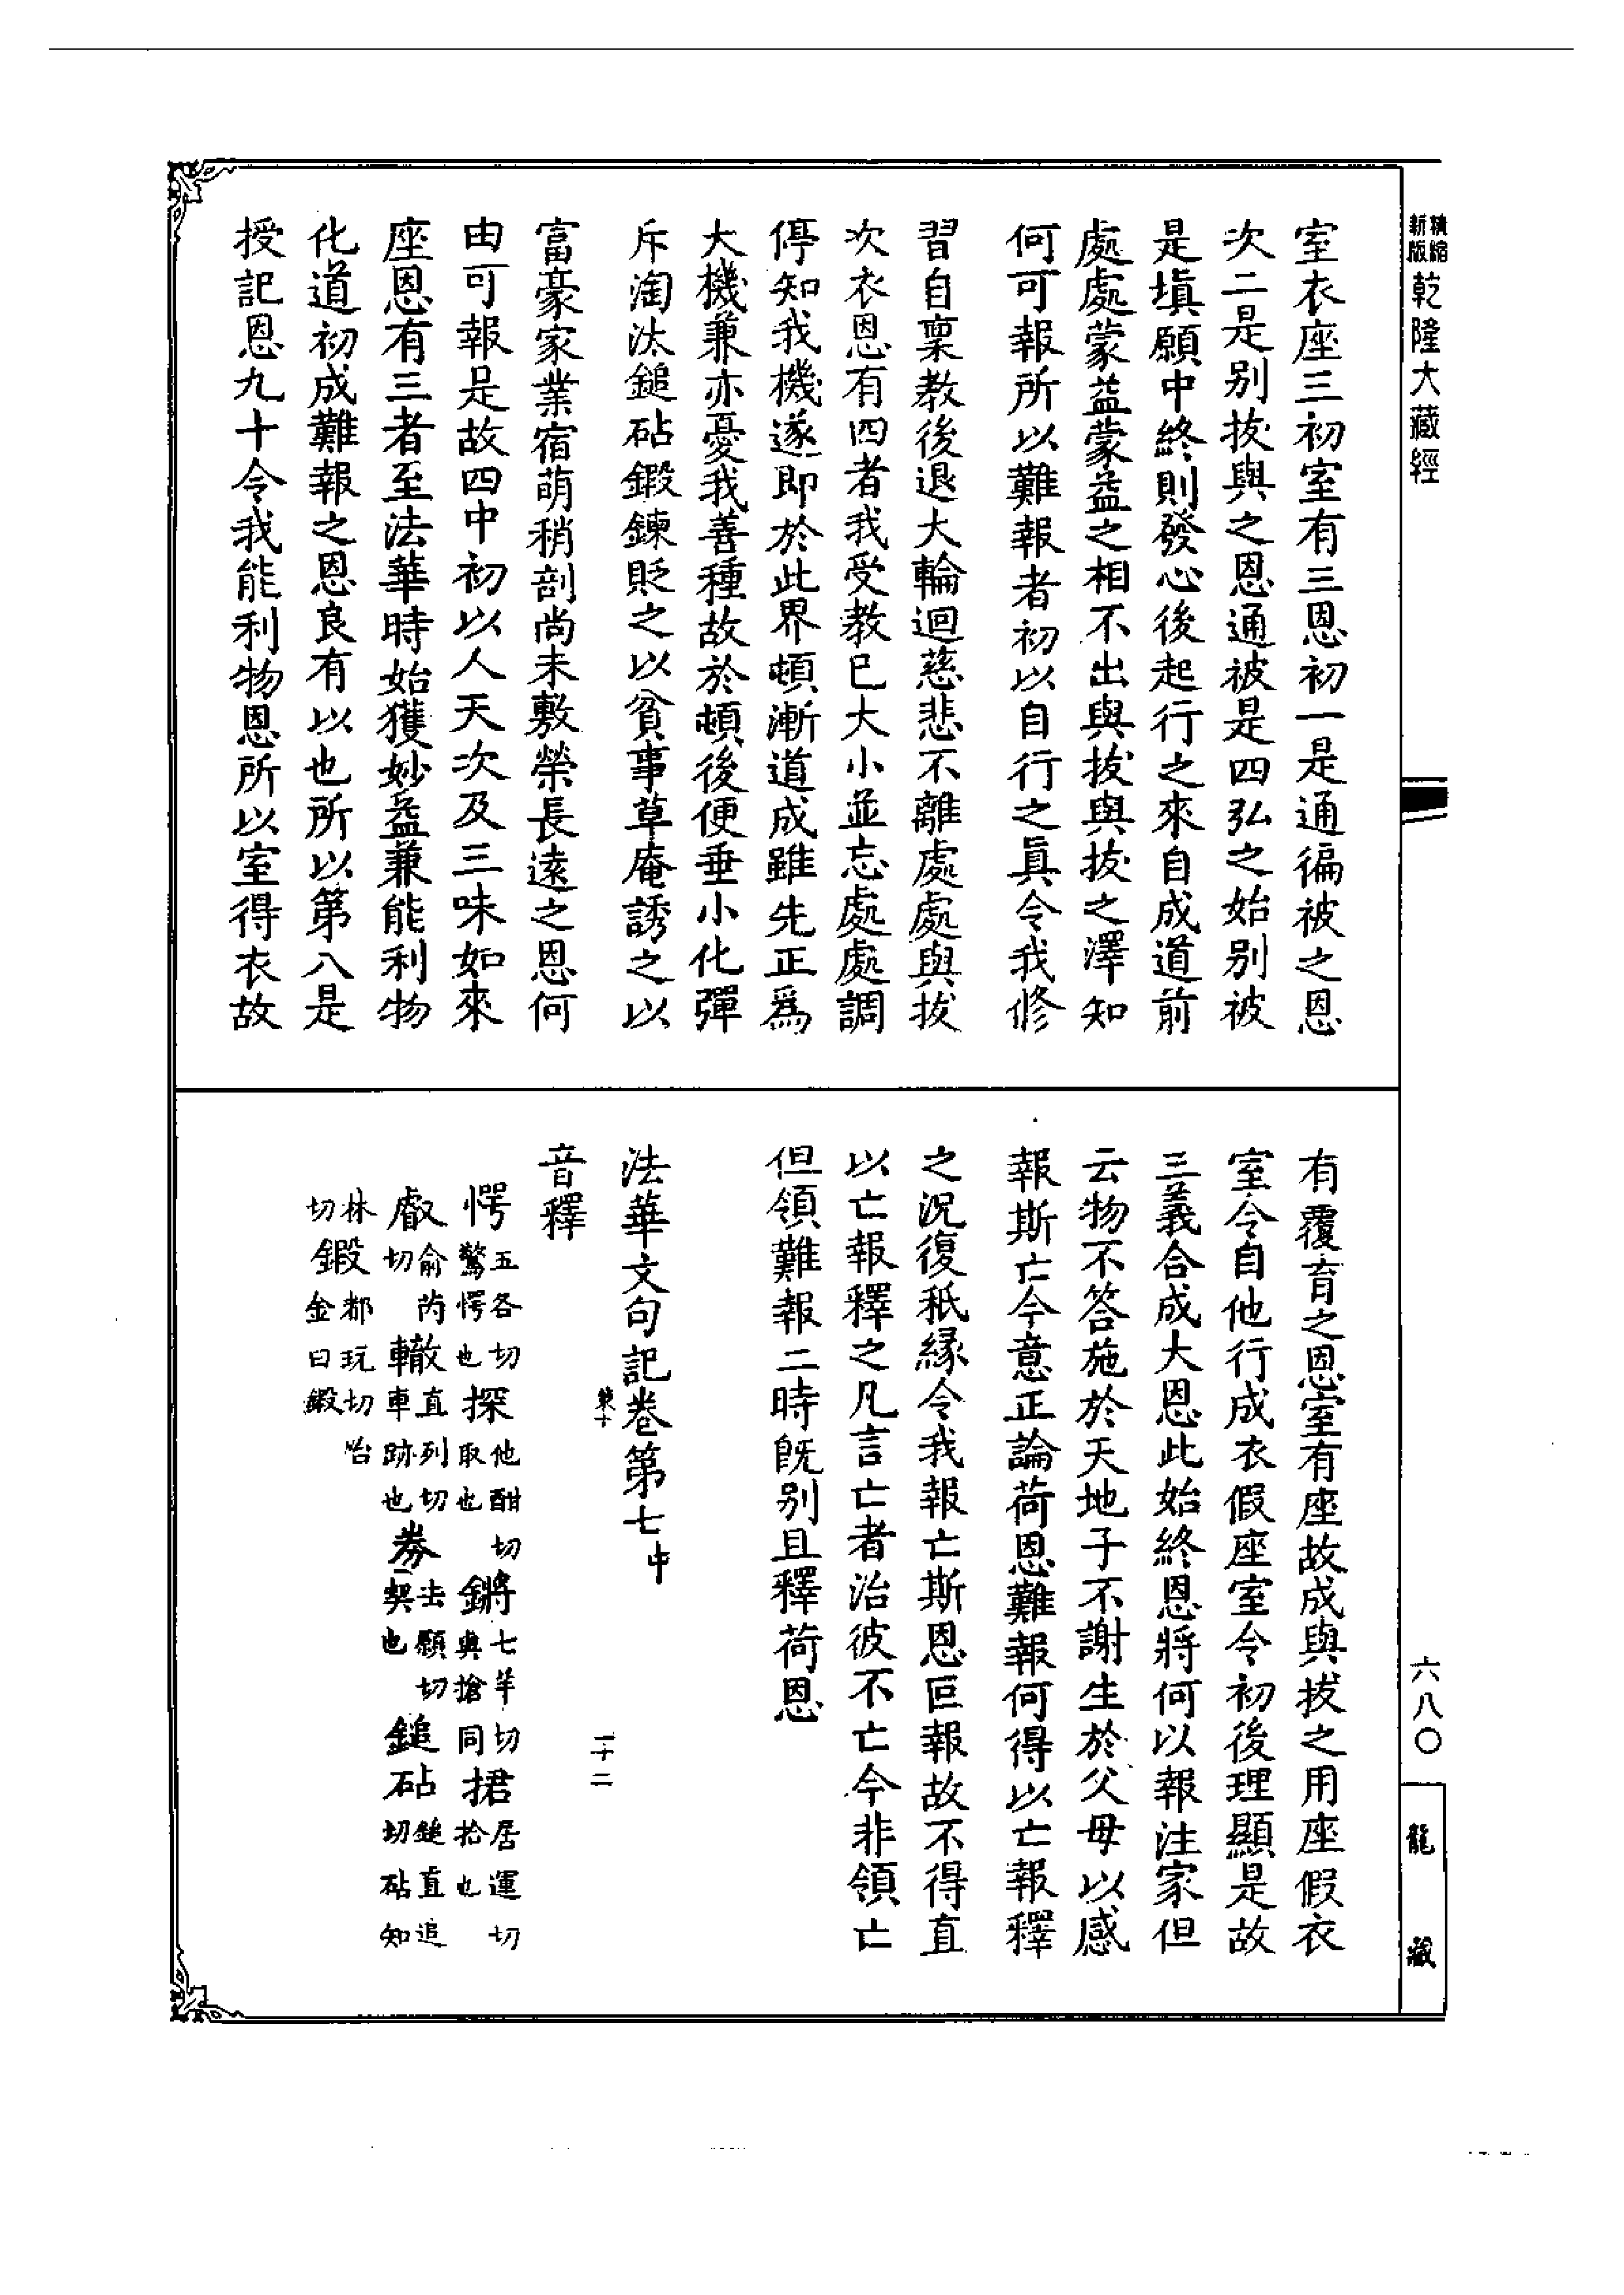 精縮新版乾隆大藏經
六八〇
龍藏
室衣座三初室有三恩初一是通徧被之恩
次二是別拔與之恩通被是四弘之始別被
是填願中終則發心後起行之來自成道前
處處蒙益蒙益之相不出與拔與拔之澤知
何可報所以難報者初以自行之真令我修
習自稟教後退大輪迴慈悲不離處處與拔
次衣恩有四者我受教已大小並忘處處調
停知我機遂即於此界頓漸道成雖先正為
大機兼亦憂我善種故於頓後便垂小化彈
斥淘汰鎚砧鍛鍊貶之以貧事草庵誘之以
富豪家業宿萌稍剖尚未敷榮長遠之恩何
由可報是故四中初以人天次及三味如來
座恩有三者至法華時始獲妙益兼能利物
化道初成難報之恩良有以也所以第八是
授記恩九十令我能利物恩所以室得衣故
有覆育之恩室有座故成與拔之用座假衣
室令自他行成衣假座室令初後理顯是故
三義合成大恩此始終恩將何以報注家但
云物不答施於天地子不謝生於父母以感
報斯亡今意正論荷恩難報何得以亡報釋
之況復秖緣令我報亡斯恩叵報故不得直
以亡報釋之凡言亡者治彼不亡今非領亡
但領難報二時既別且釋荷恩
法華文句記卷第七中
第十
二十二
音釋
愕五各切驚愕也探他酣切取也鏘七羊切與搶同捃居運切拾也
叡俞芮切轍直列切車跡也券去願切契也鎚砧鎚直追切砧知
林切鍛都玩切冶金曰鍛